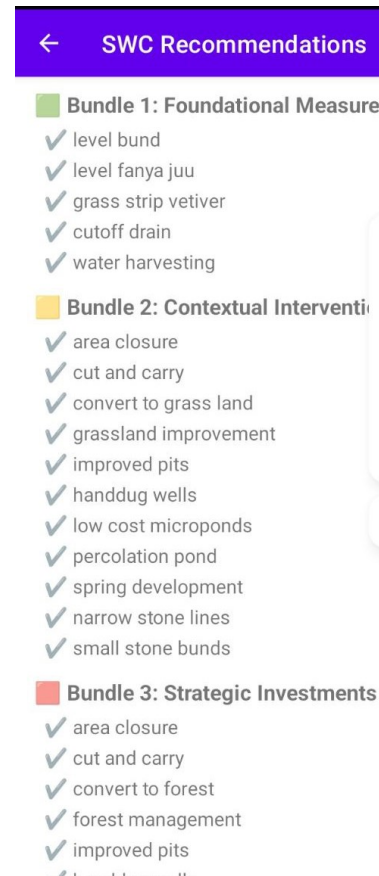 SWC Recommendations
Bundle 1: Foundational Measure
level bund
level fanya juu
grass strip vetiver
cutoff drain
water harvesting
Bundle 2: Contextual Interventi
area closure
cut and carry
convert to grass land
grassland improvement
improved pits
handdug wells
low cost microponds
percolation pond
spring development
narrow stone lines
small stone bunds
Bundle 3: Strategic Investments
area closure
cut and carry
convert to forest
forest management
improved pits